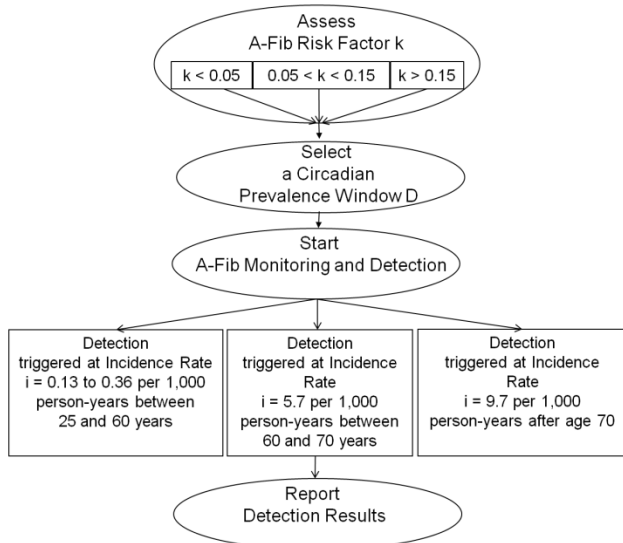 Assess
A-Fib Risk Factor k
k < 0.05
0.05 < k < 0.15
k > 0.15
Select
a Circadian
Prevalence Window D
Start
A-Fib Monitoring and Detection
Detection
triggered at Incidence Rate
i = 0.13 to 0.36 per 1,000
person-years between
25 and 60 years
Detection
triggered at Incidence
Rate
i = 5.7 per 1,000
person-years between
60 and 70 years
Detection
triggered at Incidence
Rate
i = 9.7 per 1,000
person-years after age 70
Report
Detection Results